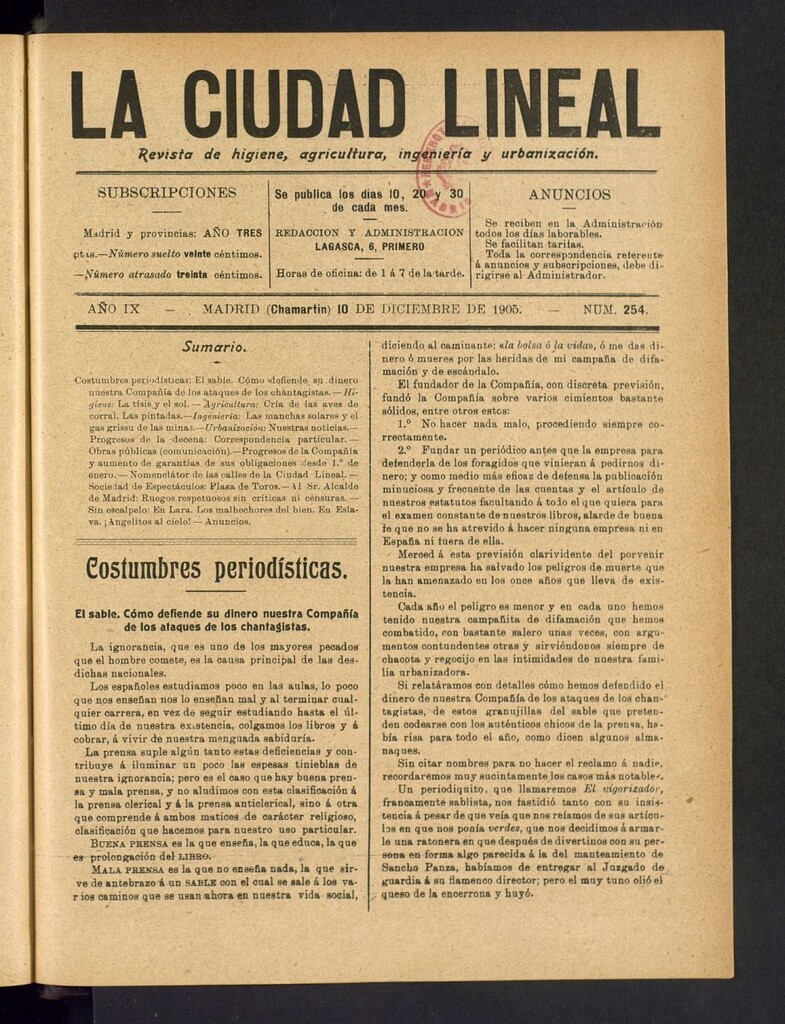 LA CIUDAD LINEAL
Revista de higiene, agricultura, ingeniería y urbanización.
SUBSCRIPCIONES
Madrid y provincias: AÑO TRES
ptas.—Número suelto veinte céntimos.
—Número atrasado treinta céntimos.
Se publica los días 10, 20 y 30
de cada mes.
REDACCION Y ADMINISTRACION
LAGASCA, 6, PRIMERO
Horas de oficina: de 1 á 7 de la tarde.
ANUNCIOS
Se reciben en la Administración
todos los días laborables.
Se facilitan tarifas.
Toda la correspondencia referente
á anuncios y subscripciones, debe di-
rigirse al Administrador.
AÑO IX — MADRID (Chamartín) 10 DE DICIEMBRE DE 1905. — NUM. 254.
Sumario.
Costumbres periodísticas: El sable. Cómo defiende su dinero
nuestra Compañía de los ataques de los chantagistas.—Hi-
giene: La tisis y el sol.—Agricultura: Cría de las aves de
corral. Las pintadas.—Ingeniería: Las manchas solares y el
gas grisu de las minas.—Urbanización: Nuestras noticias.—
Progresos de la decena: Correspondencia particular.—
Obras públicas (comunicación).—Progresos de la Compañía
y aumento de garantías de sus obligaciones desde 1.º de
enero.—Nomenclátor de las calles de la Ciudad Lineal.—
Sociedad de Espectáculos: Plaza de Toros.—Al Sr. Alcalde
de Madrid: Ruegos respetuosos sin críticas ni censuras.—
Sin escalpelo: En Lara. Los malhechores del bien. En Esla-
va. ¡Angelitos al cielo!—Anuncios.
Costumbres periodísticas.
El sable. Cómo defiende su dinero nuestra Compañía
de los ataques de los chantagistas.
La ignorancia, que es uno de los mayores pecados
que el hombre comete, es la causa principal de las des-
dichas nacionales.
Los españoles estudiamos poco en las aulas, lo poco
que nos enseñan nos lo enseñan mal y al terminar cual-
quier carrera, en vez de seguir estudiando hasta el úl-
timo día de nuestra existencia, colgamos los libros y á
cobrar, á vivir de nuestra menguada sabiduría.
La prensa suple algún tanto estas deficiencias y con-
tribuye á iluminar un poco las espesas tinieblas de
nuestra ignorancia; pero es el caso que hay buena pren-
sa y mala prensa, y no aludimos con esta clasificación á
la prensa clerical y á la prensa anticlerical, sino á otra
que comprende á ambos matices de carácter religioso,
clasificación que hacemos para nuestro uso particular.
BUENA PRENSA es la que enseña, la que educa, la que
es prolongación del LIBRO.
MALA PRENSA es la que no enseña nada, la que sir-
ve de antebrazo á un SABLE con el cual se sale á los va-
rios caminos que se usan ahora en nuestra vida social,
diciendo al caminante: «la bolsa ó la vida», ó me das di-
nero ó mueres por las heridas de mi campaña de difa-
mación y de escándalo.
El fundador de la Compañía, con discreta previsión,
fundó la Compañía sobre varios cimientos bastante
sólidos, entre otros estos:
1.º No hacer nada malo, procediendo siempre co-
rrectamente.
2.º Fundar un periódico antes que la empresa para
defenderla de los foragidos que vinieran á pedirnos di-
nero; y como medio más eficaz de defensa la publicación
minuciosa y frecuente de las cuentas y el artículo de
nuestros estatutos facultando á todo el que quiera para
el examen constante de nuestros libros, alarde de buena
fe que no se ha atrevido á hacer ninguna empresa ni en
España ni fuera de ella.
Merced á esta previsión clarividente del porvenir
nuestra empresa ha salvado los peligros de muerte que
la han amenazado en los once años que lleva de exis-
tencia.
Cada año el peligro es menor y en cada uno hemos
tenido nuestra campañita de difamación que hemos
combatido, con bastante salero unas veces, con argu-
mentos contundentes otras y sirviéndonos siempre de
chacota y regocijo en las intimidades de nuestra fami-
lia urbanizadora.
Si relatáramos con detalles cómo hemos defendido el
dinero de nuestra Compañía de los ataques de los chan-
tagistas, de estos granujillas del sable que preten-
den codearse con los auténticos chicos de la prensa, ha-
bía risa para todo el año, como dicen algunos alma-
naques.
Sin citar nombres para no hacer el reclamo á nadie,
recordaremos muy sucintamente los casos más notables.
Un periodiquito, que llamaremos El vigorizador,
francamente sablista, nos fastidió tanto con su insis-
tencia á pesar de que veía que nos reíamos de sus artícu-
los en que nos ponía verdes, que nos decidimos á armar-
le una ratonera en que después de divertirnos con su per-
sona en forma algo parecida á la del manteamiento de
Sancho Panza, habíamos de entregar al Juzgado de
guardia á su flamenco director; pero el muy tuno olió el
queso de la encerrona y huyó.